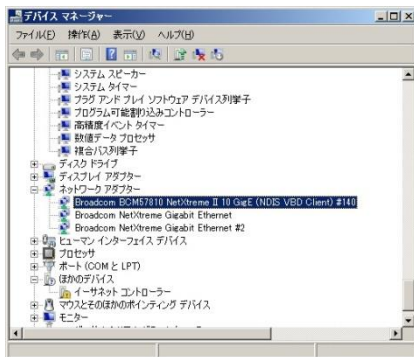 デバイス マネージャー
ファイル(F) 操作(A) 表示(V) ヘルプ(H)
システム スピーカー
システム タイマー
プラグ アンド プレイ ソフトウェア デバイス列挙子
プログラム可能割り込みコントローラー
高精度イベント タイマー
数値データ プロセッサ
複合バス列挙子
ディスク ドライブ
ディスプレイ アダプター
ネットワーク アダプター
Broadcom BCM57810 NetXtreme II 10 GigE (NDIS VBD Client) #140
Broadcom NetXtreme Gigabit Ethernet
Broadcom NetXtreme Gigabit Ethernet #2
ヒューマン インターフェイス デバイス
プロセッサ
ポート (COM と LPT)
ほかのデバイス
イーサネット コントローラー
マウスとそのほかのポインティング デバイス
モニター